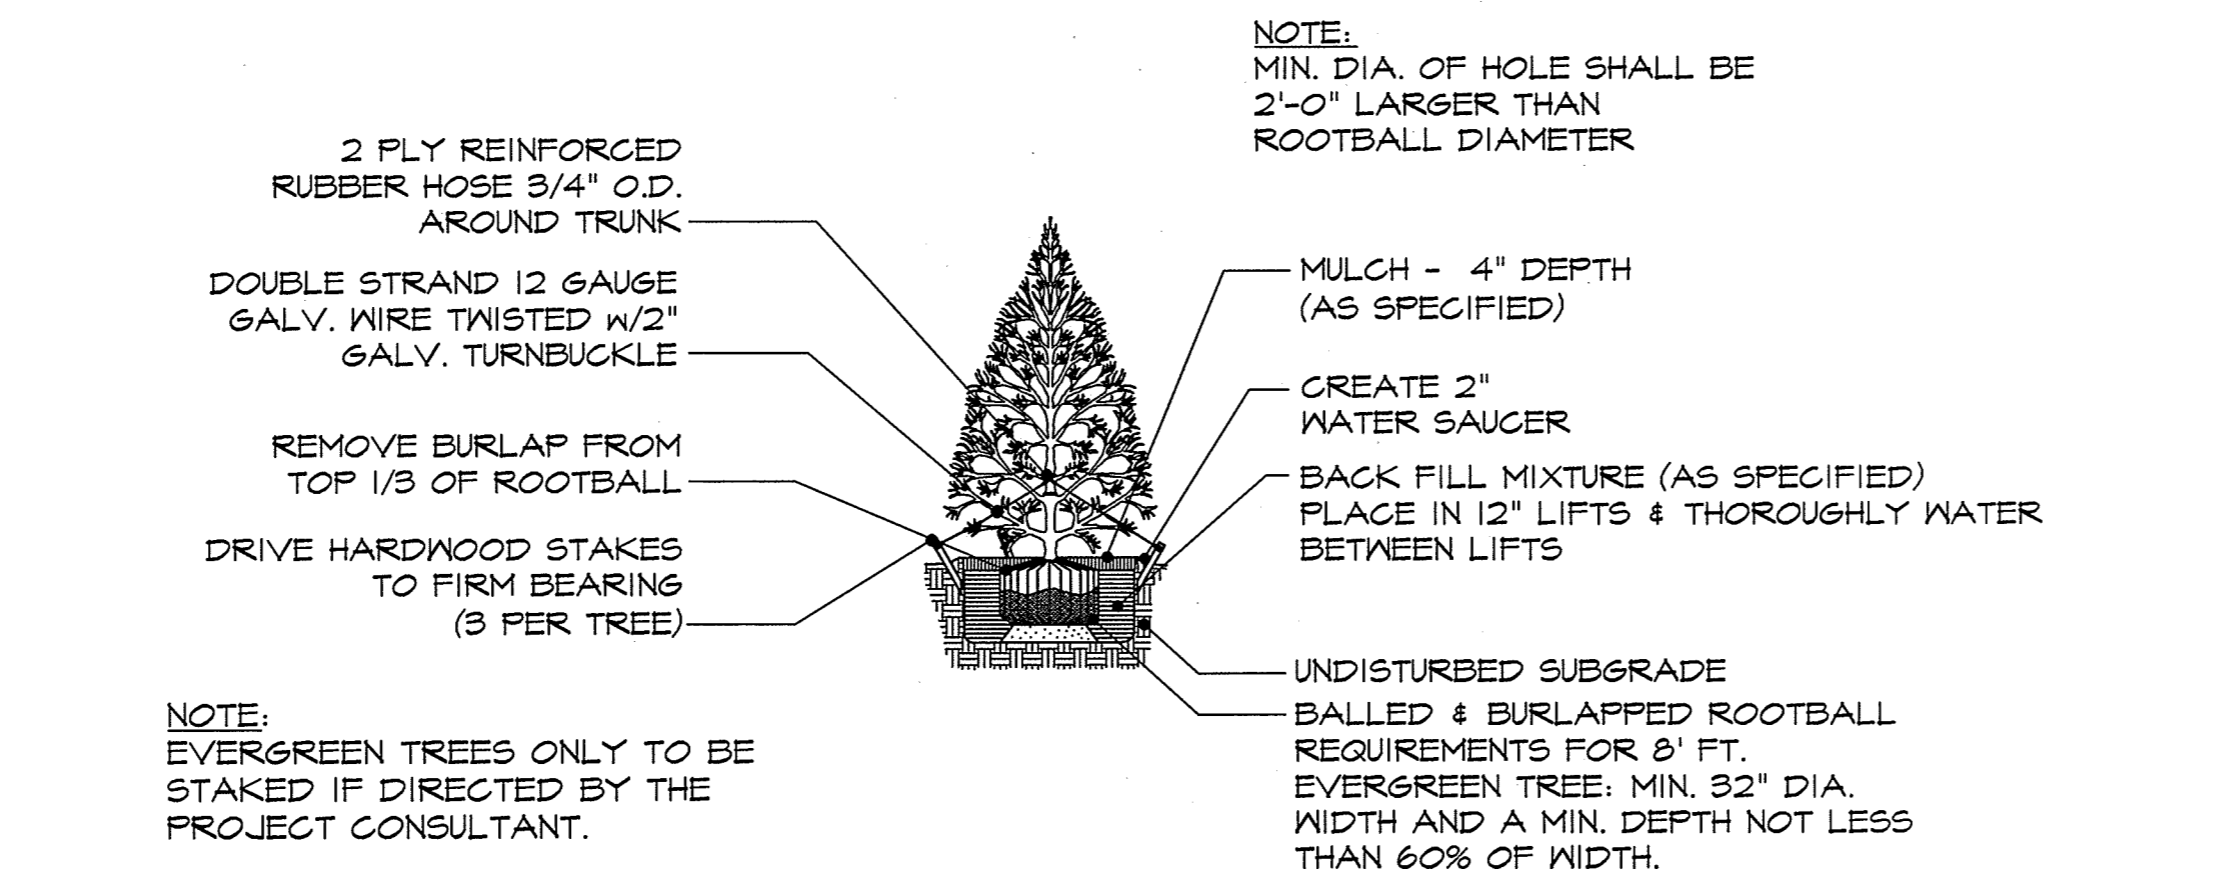 NOTE:
MIN. DIA. OF HOLE SHALL BE
2'-0" LARGER THAN
ROOTBALL DIAMETER
2 PLY REINFORCED
RUBBER HOSE 3/4" O.D.
AROUND TRUNK
DOUBLE STRAND 12 GAUGE
GALV. WIRE TWISTED w/2"
GALV. TURNBUCKLE
REMOVE BURLAP FROM
TOP 1/3 OF ROOTBALL
DRIVE HARDWOOD STAKES
TO FIRM BEARING
(3 PER TREE)
NOTE:
EVERGREEN TREES ONLY TO BE
STAKED IF DIRECTED BY THE
PROJECT CONSULTANT.
MULCH - 4" DEPTH
(AS SPECIFIED)
CREATE 2"
WATER SAUCER
BACK FILL MIXTURE (AS SPECIFIED)
PLACE IN 12" LIFTS & THOROUGHLY WATER
BETWEEN LIFTS
UNDISTURBED SUBGRADE
BALLED & BURLAPPED ROOTBALL
REQUIREMENTS FOR 8' FT.
EVERGREEN TREE: MIN. 32" DIA.
WIDTH AND A MIN. DEPTH NOT LESS
THAN 60% OF WIDTH.